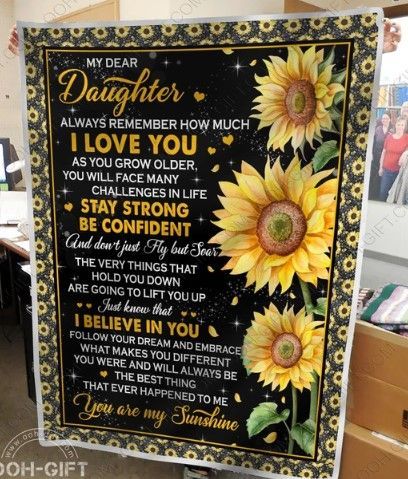 MY DEAR
Daughter
ALWAYS REMEMBER HOW MUCH
I LOVE YOU
AS YOU GROW OLDER,
YOU WILL FACE MANY
CHALLENGES IN LIFE
STAY STRONG
BE CONFIDENT
And don't just Fly but Soar
THE VERY THINGS THAT
HOLD YOU DOWN
ARE GOING TO LIFT YOU UP
Just know that
I BELIEVE IN YOU
FOLLOW YOUR DREAM AND EMBRACE
WHAT MAKES YOU DIFFERENT
YOU WERE AND WILL ALWAYS BE
THE BEST THING
THAT EVER HAPPENED TO ME
You are my Sunshine
OOH-GIFT